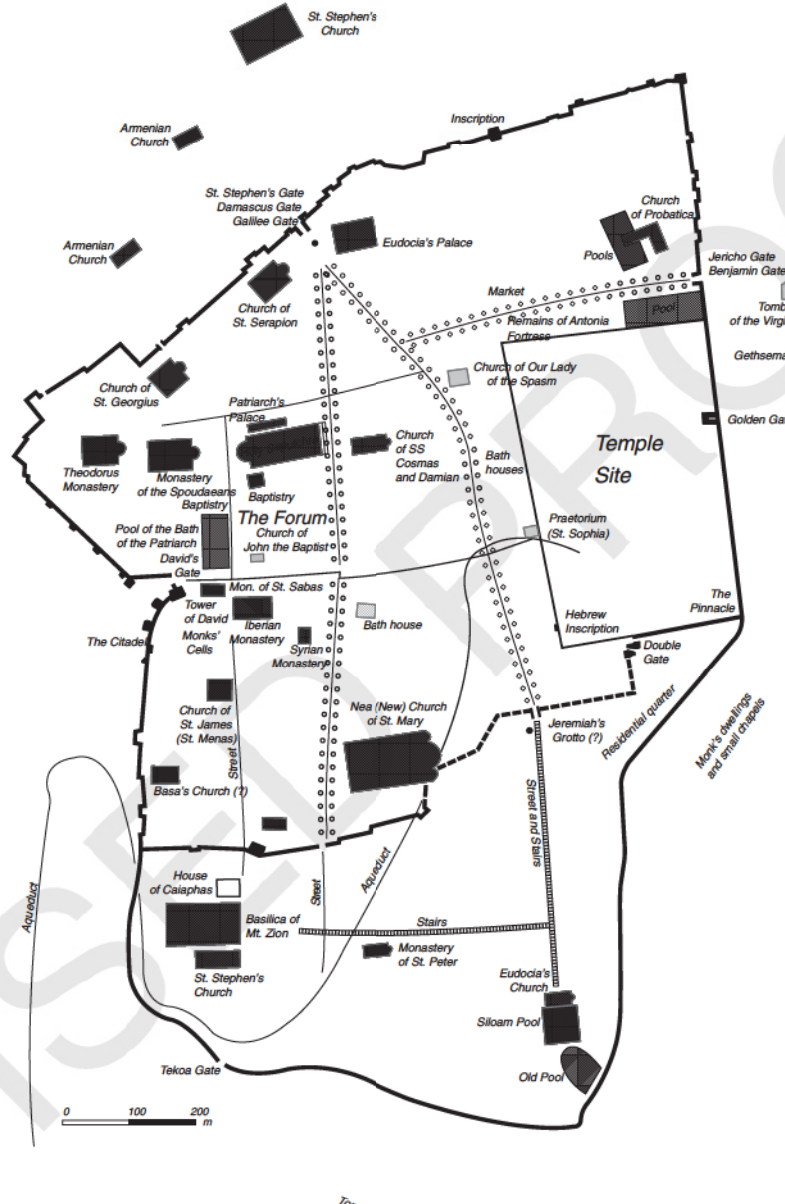 St. Stephen's
Church
Armenian
Church
Inscription
St. Stephen's Gate
Damascus Gate
Galilee Gate
Church
of Probatica
Eudocia's Palace
Armenian
Church
Pools
Jericho Gate
Benjamin Gate
Market
Church of
St. Serapion
Pool
Tomb
of the Virgi
Remains of Antonia
Fortress
Gethsema
Church of Our Lady
of the Spasm
Church of
St. Georgius
Patriarch's
Palace
Golden Gat
Church
of SS
Cosmas
and Damian
Temple
Site
Bath
houses
Theodorus
Monastery
Monastery
of the Spoudaeans
Baptistry
Baptistry
The Forum
Pool of the Bath
of the Patriarch
Church of
John the Baptist
Praetorium
(St. Sophia)
David's
Gate
Mon. of St. Sabas
The
Pinnacle
Tower
of David
Iberian
Monastery
Bath house
Hebrew
Inscription
The Citadel
Monks'
Cells
Syrian
Monastery
Double
Gate
Church of
St. James
(St. Menas)
Nea (New) Church
of St. Mary
Jeremiah's
Grotto (?)
Residential quarter
Monk's dwellings
and small chapels
Street
Basa's Church (?)
Street and Stairs
House
of Caiaphas
Street
Aqueduct
Aqueduct
Basilica of
Mt. Zion
Stairs
Monastery
of St. Peter
St. Stephen's
Church
Eudocia's
Church
Siloam Pool
Tekoa Gate
Old Pool
0 100 200
m
ISED PROO